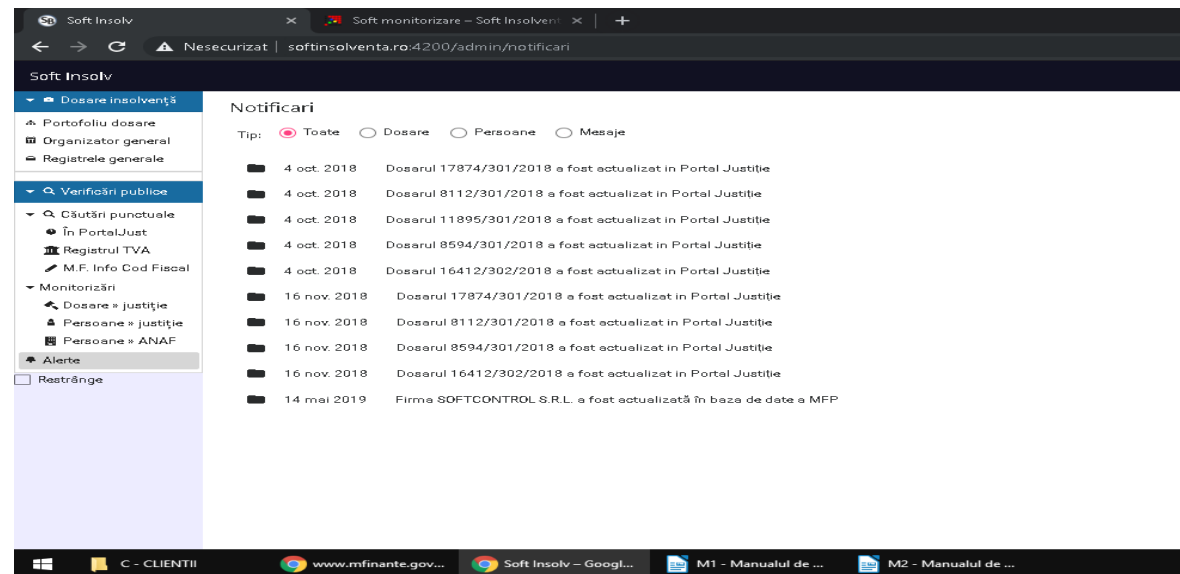 Soft Insolv
Soft monitorizare – Soft Insolvent
Nesecurizat | softinsolventa.ro:4200/admin/notificari
Soft Insolv
Dosare insolvență
Portofoliu dosare
Organizator general
Registrele generale
Verificări publice
Căutări punctuale
În PortalJust
Registrul TVA
M.F. Info Cod Fiscal
Monitorizări
Dosare » justiție
Persoane » justiție
Persoane » ANAF
Alerte
Restrânge
Notificari
Tip: Toate Dosare Persoane Mesaje
4 oct. 2018 Dosarul 17874/301/2018 a fost actualizat in Portal Justiție
4 oct. 2018 Dosarul 8112/301/2018 a fost actualizat in Portal Justiție
4 oct. 2018 Dosarul 11895/301/2018 a fost actualizat in Portal Justiție
4 oct. 2018 Dosarul 8594/301/2018 a fost actualizat in Portal Justiție
4 oct. 2018 Dosarul 16412/302/2018 a fost actualizat in Portal Justiție
16 nov. 2018 Dosarul 17874/301/2018 a fost actualizat in Portal Justiție
16 nov. 2018 Dosarul 8112/301/2018 a fost actualizat in Portal Justiție
16 nov. 2018 Dosarul 8594/301/2018 a fost actualizat in Portal Justiție
16 nov. 2018 Dosarul 16412/302/2018 a fost actualizat in Portal Justiție
14 mai 2019 Firma SOFTCONTROL S.R.L. a fost actualizată în baza de date a MFP
C - CLIENTII
www.mfinante.gov...
Soft Insolv – Googl...
M1 - Manualul de ...
M2 - Manualul de ...